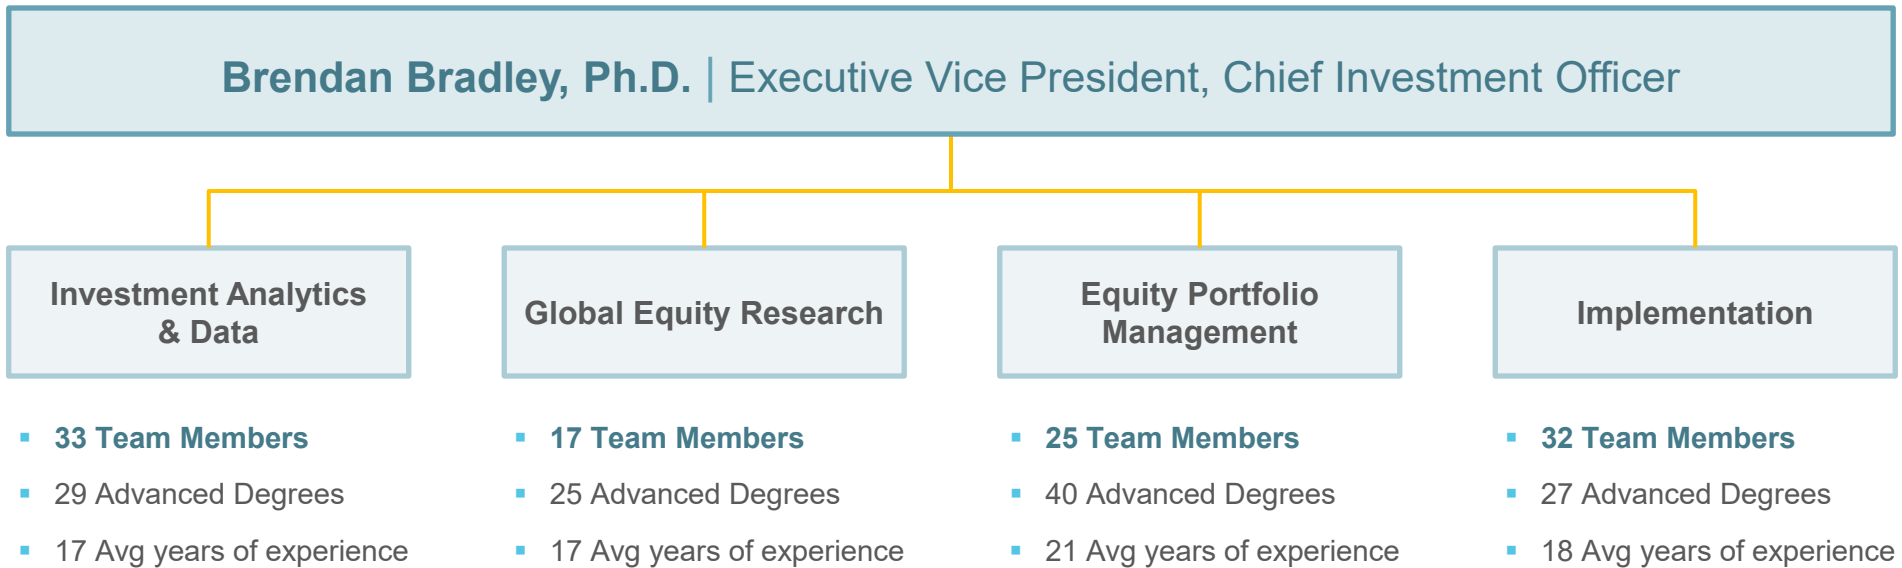 Brendan Bradley, Ph.D. | Executive Vice President, Chief Investment Officer
Investment Analytics
& Data
Global Equity Research
Equity Portfolio
Management
Implementation
▪ 33 Team Members
▪ 29 Advanced Degrees
▪ 17 Avg years of experience
▪ 17 Team Members
▪ 25 Advanced Degrees
▪ 17 Avg years of experience
▪ 25 Team Members
▪ 40 Advanced Degrees
▪ 21 Avg years of experience
▪ 32 Team Members
▪ 27 Advanced Degrees
▪ 18 Avg years of experience